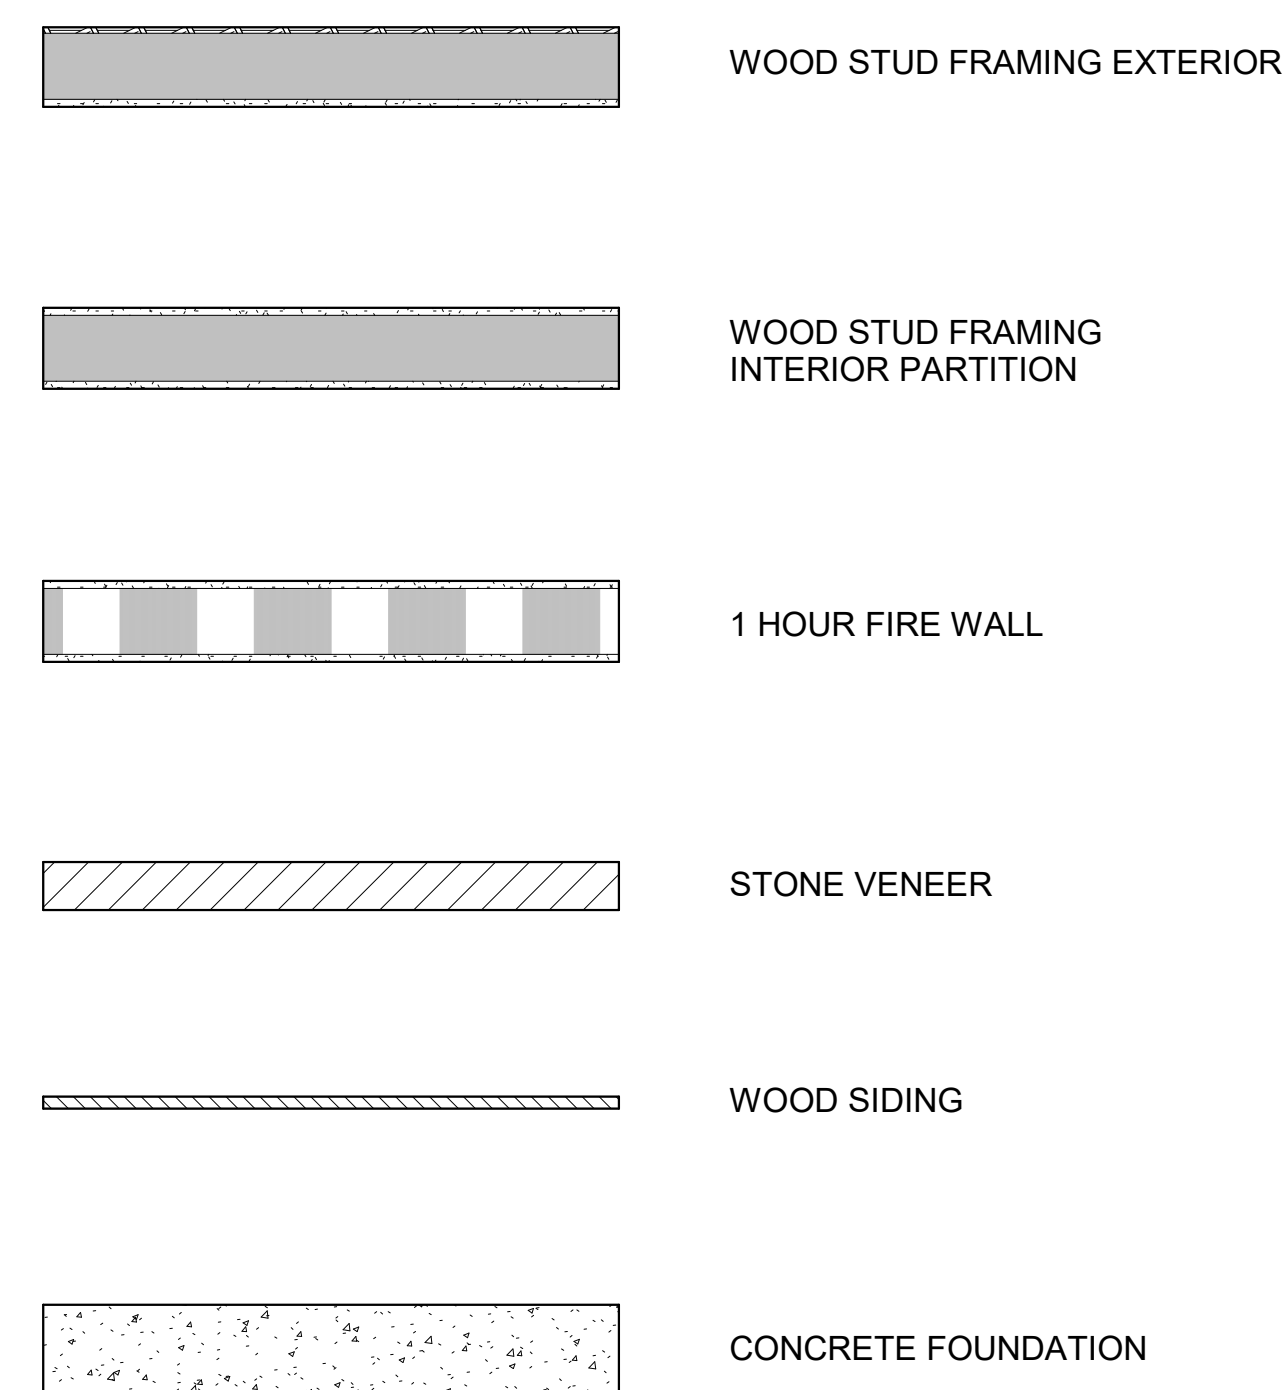 WOOD STUD FRAMING EXTERIOR
WOOD STUD FRAMING
INTERIOR PARTITION
1 HOUR FIRE WALL
STONE VENEER
WOOD SIDING
CONCRETE FOUNDATION